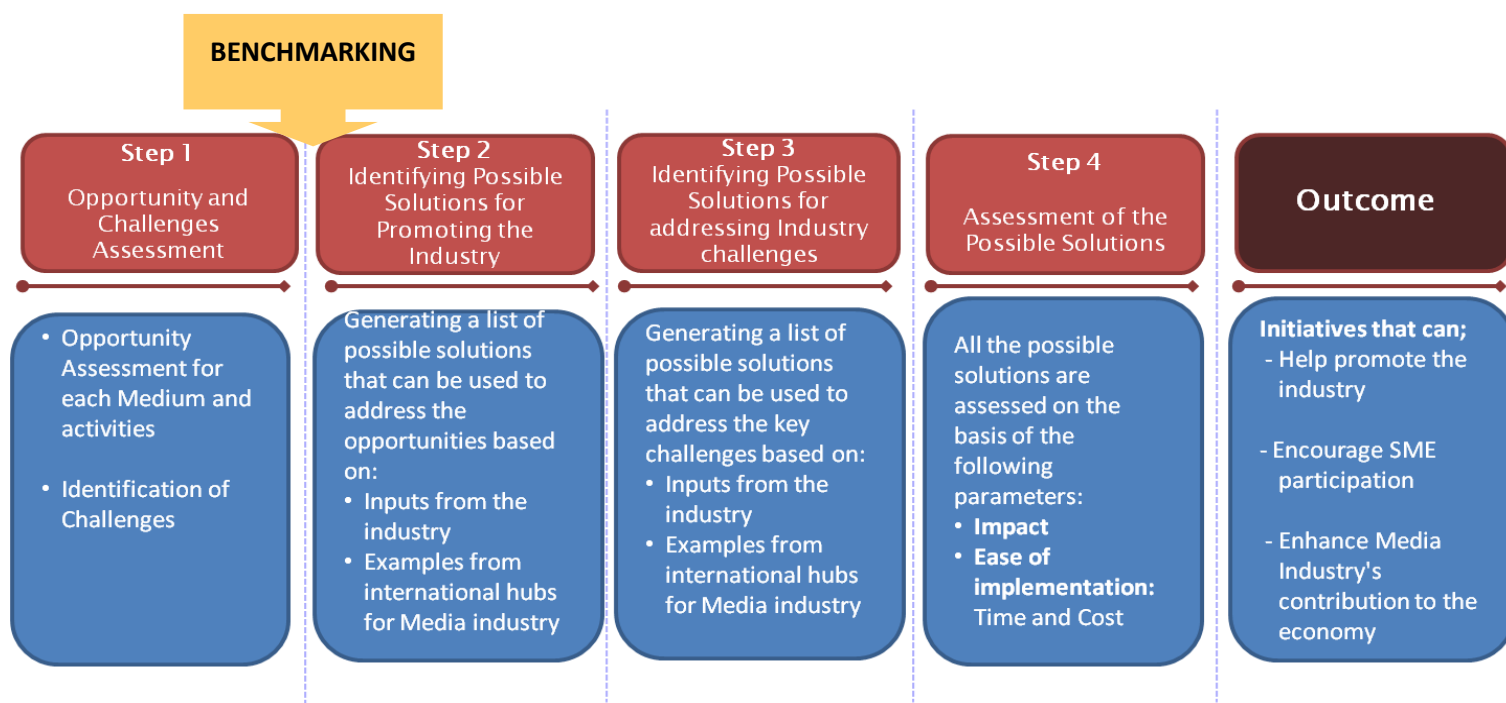 BENCHMARKING
Step 1
Opportunity and
Challenges
Assessment
• Opportunity
Assessment for
each Medium and
activities
• Identification of
Challenges
Step 2
Identifying Possible
Solutions for
Promoting the
Industry
Generating a list of
possible solutions
that can be used to
address the
opportunities based
on:
• Inputs from the
industry
• Examples from
international hubs
for Media industry
Step 3
Identifying Possible
Solutions for
addressing Industry
challenges
Generating a list of
possible solutions
that can be used to
address the key
challenges based on:
• Inputs from the
industry
• Examples from
international hubs
for Media industry
Step 4
Assessment of the
Possible Solutions
All the possible
solutions are
assessed on the
basis of the
following
parameters:
• Impact
• Ease of
implementation:
Time and Cost
Outcome
Initiatives that can;
- Help promote the
industry
- Encourage SME
participation
- Enhance Media
Industry's
contribution to the
economy